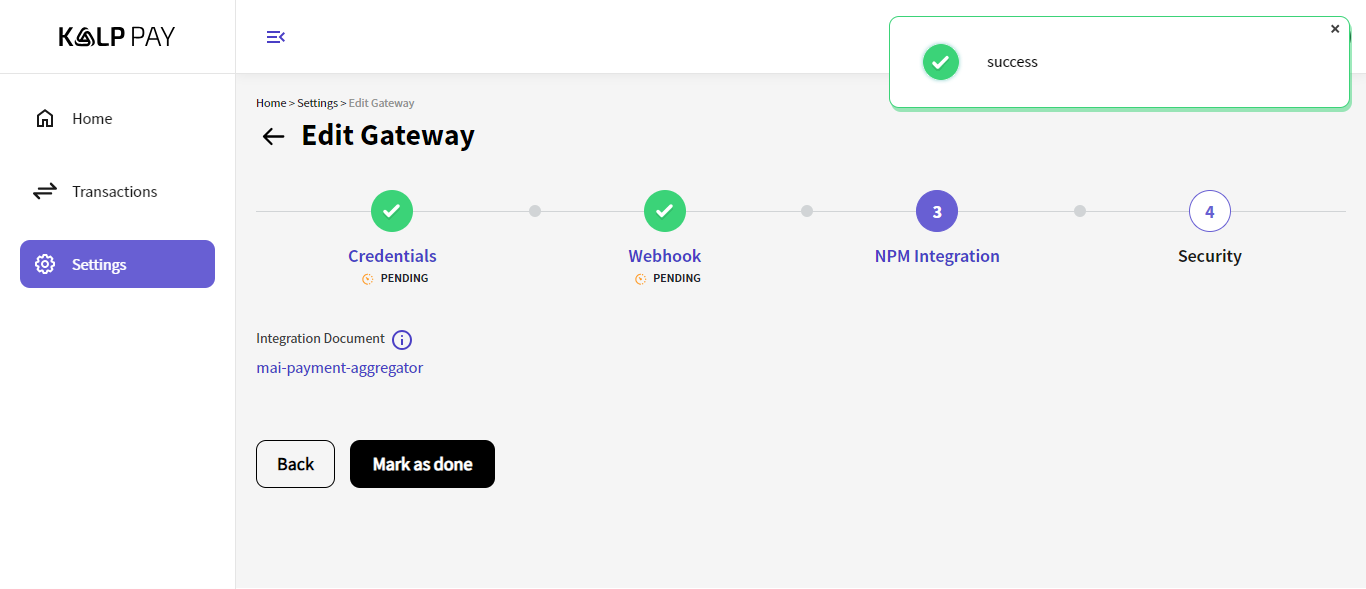 KALP PAY
×
success
Home
Transactions
Settings
Home > Settings > Edit Gateway
Edit Gateway
3
4
Credentials
Webhook
NPM Integration
Security
PENDING
PENDING
Integration Document
mai-payment-aggregator
Back
Mark as done